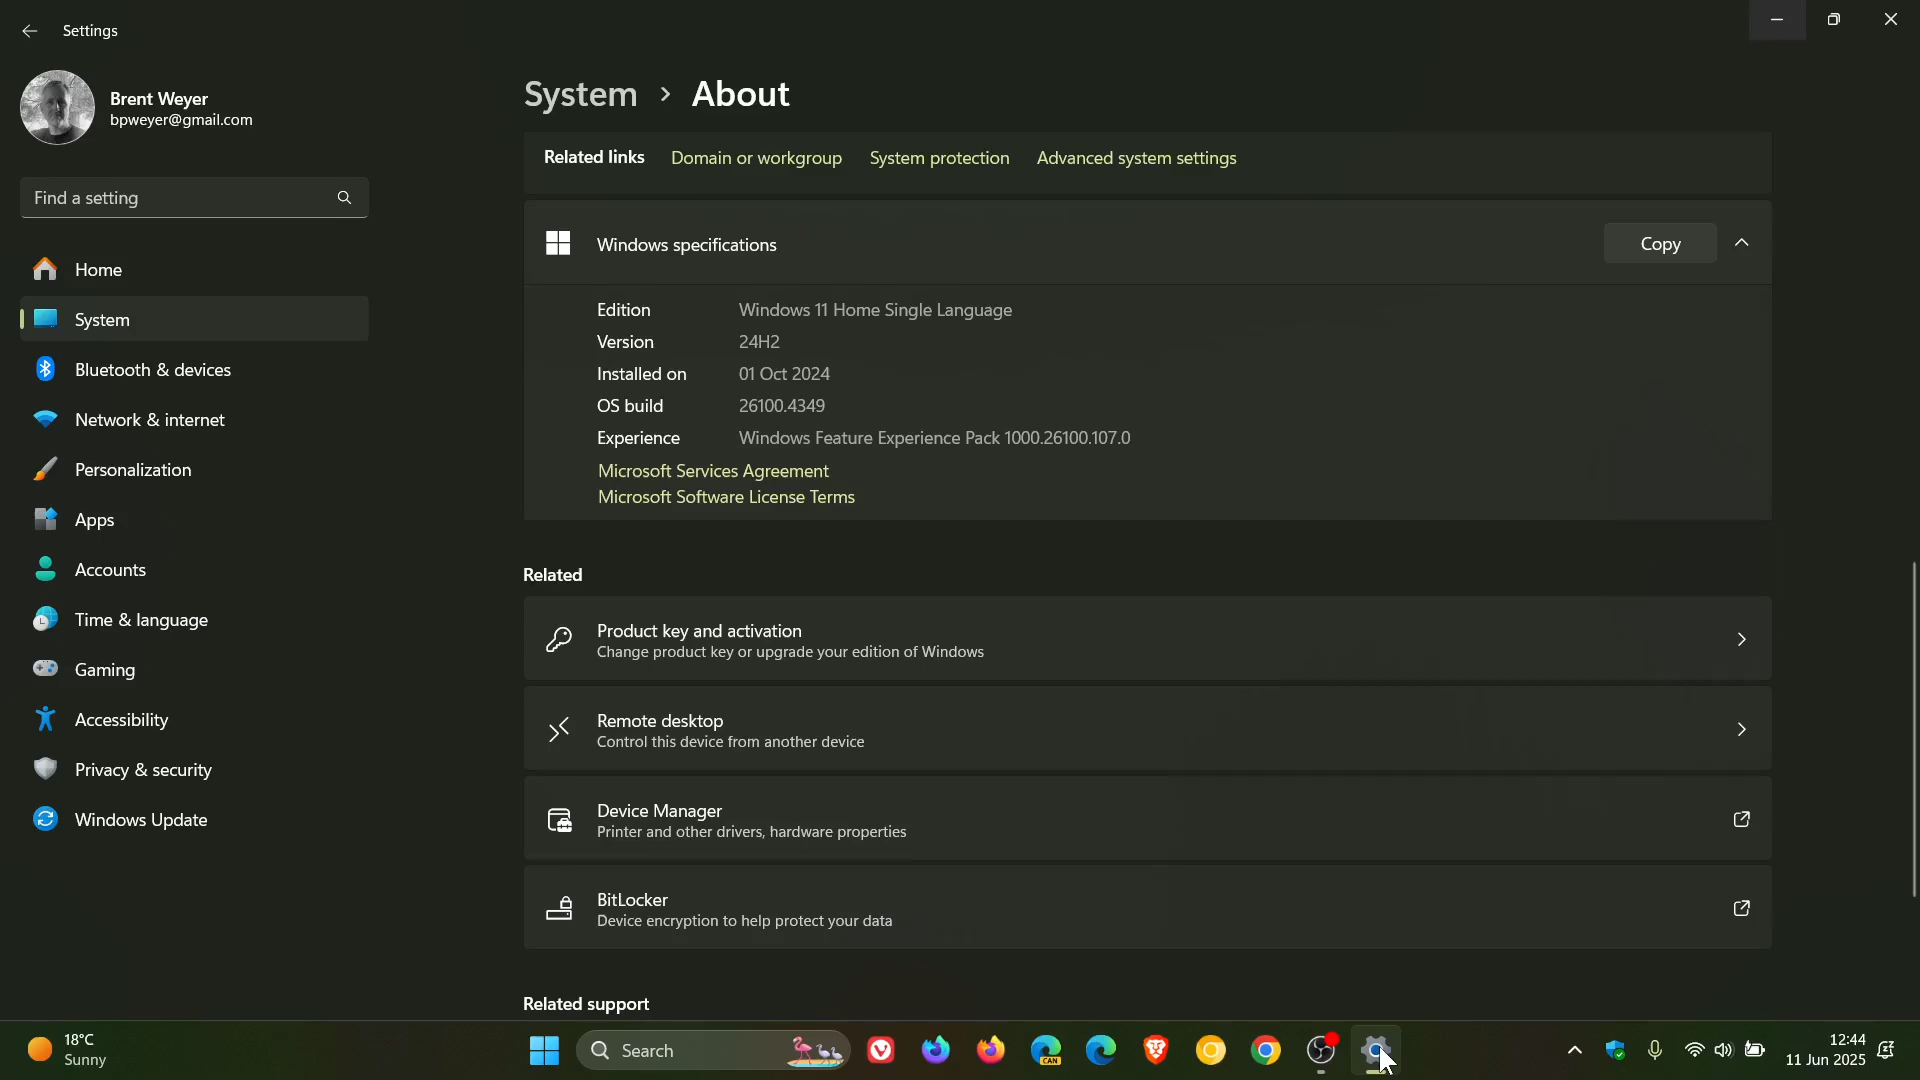 Settings
Brent Weyer
bpweyer@gmail.com
Find a setting
Home
System
Bluetooth & devices
Network & internet
Personalization
Apps
Accounts
Time & language
Gaming
Accessibility
Privacy & security
Windows Update
System > About
Related links Domain or workgroup System protection Advanced system settings
Windows specifications Copy
Edition Windows 11 Home Single Language
Version 24H2
Installed on 01 Oct 2024
OS build 26100.4349
Experience Windows Feature Experience Pack 1000.26100.107.0
Microsoft Services Agreement
Microsoft Software License Terms
Related
Product key and activation
Change product key or upgrade your edition of Windows
Remote desktop
Control this device from another device
Device Manager
Printer and other drivers, hardware properties
BitLocker
Device encryption to help protect your data
Related support
18°C
Sunny
Search
CAN
12:44
11 Jun 2025